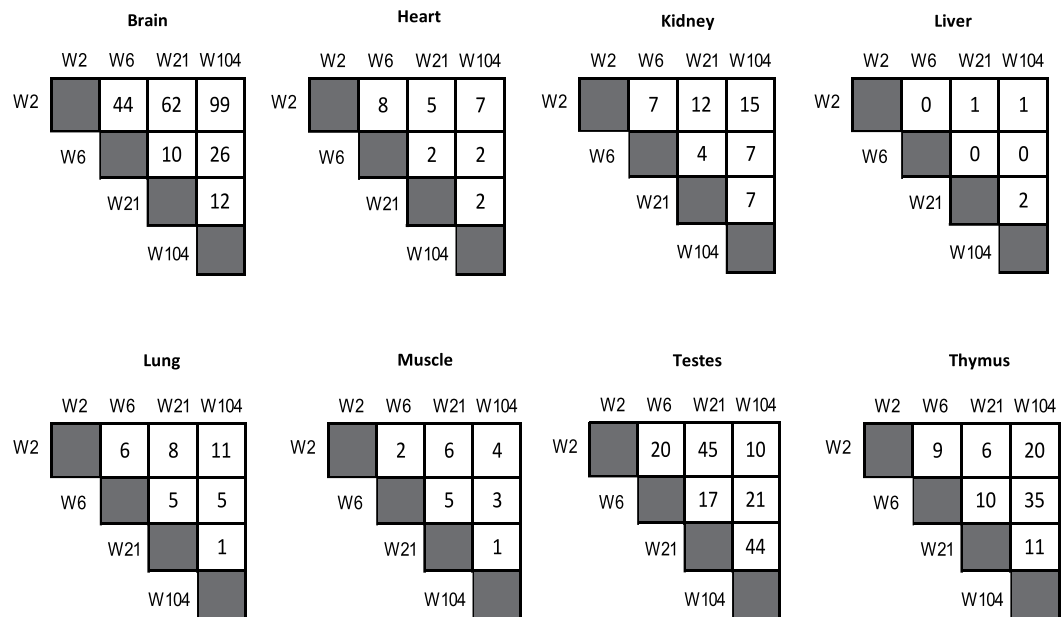 Brain Heart Kidney Liver
W2 W6 W21 W104 W2 W6 W21 W104 W2 W6 W21 W104 W2 W6 W21 W104
W2 44 62 99 W2 8 5 7 W2 7 12 15 W2 0 1 1
W6 10 26 W6 2 2 W6 4 7 W6 0 0
W21 12 W21 2 W21 7 W21 2
W104 W104 W104 W104
Lung Muscle Testes Thymus
W2 W6 W21 W104 W2 W6 W21 W104 W2 W6 W21 W104 W2 W6 W21 W104
W2 6 8 11 W2 2 6 4 W2 20 45 10 W2 9 6 20
W6 5 5 W6 5 3 W6 17 21 W6 10 35
W21 1 W21 1 W21 44 W21 11
W104 W104 W104 W104